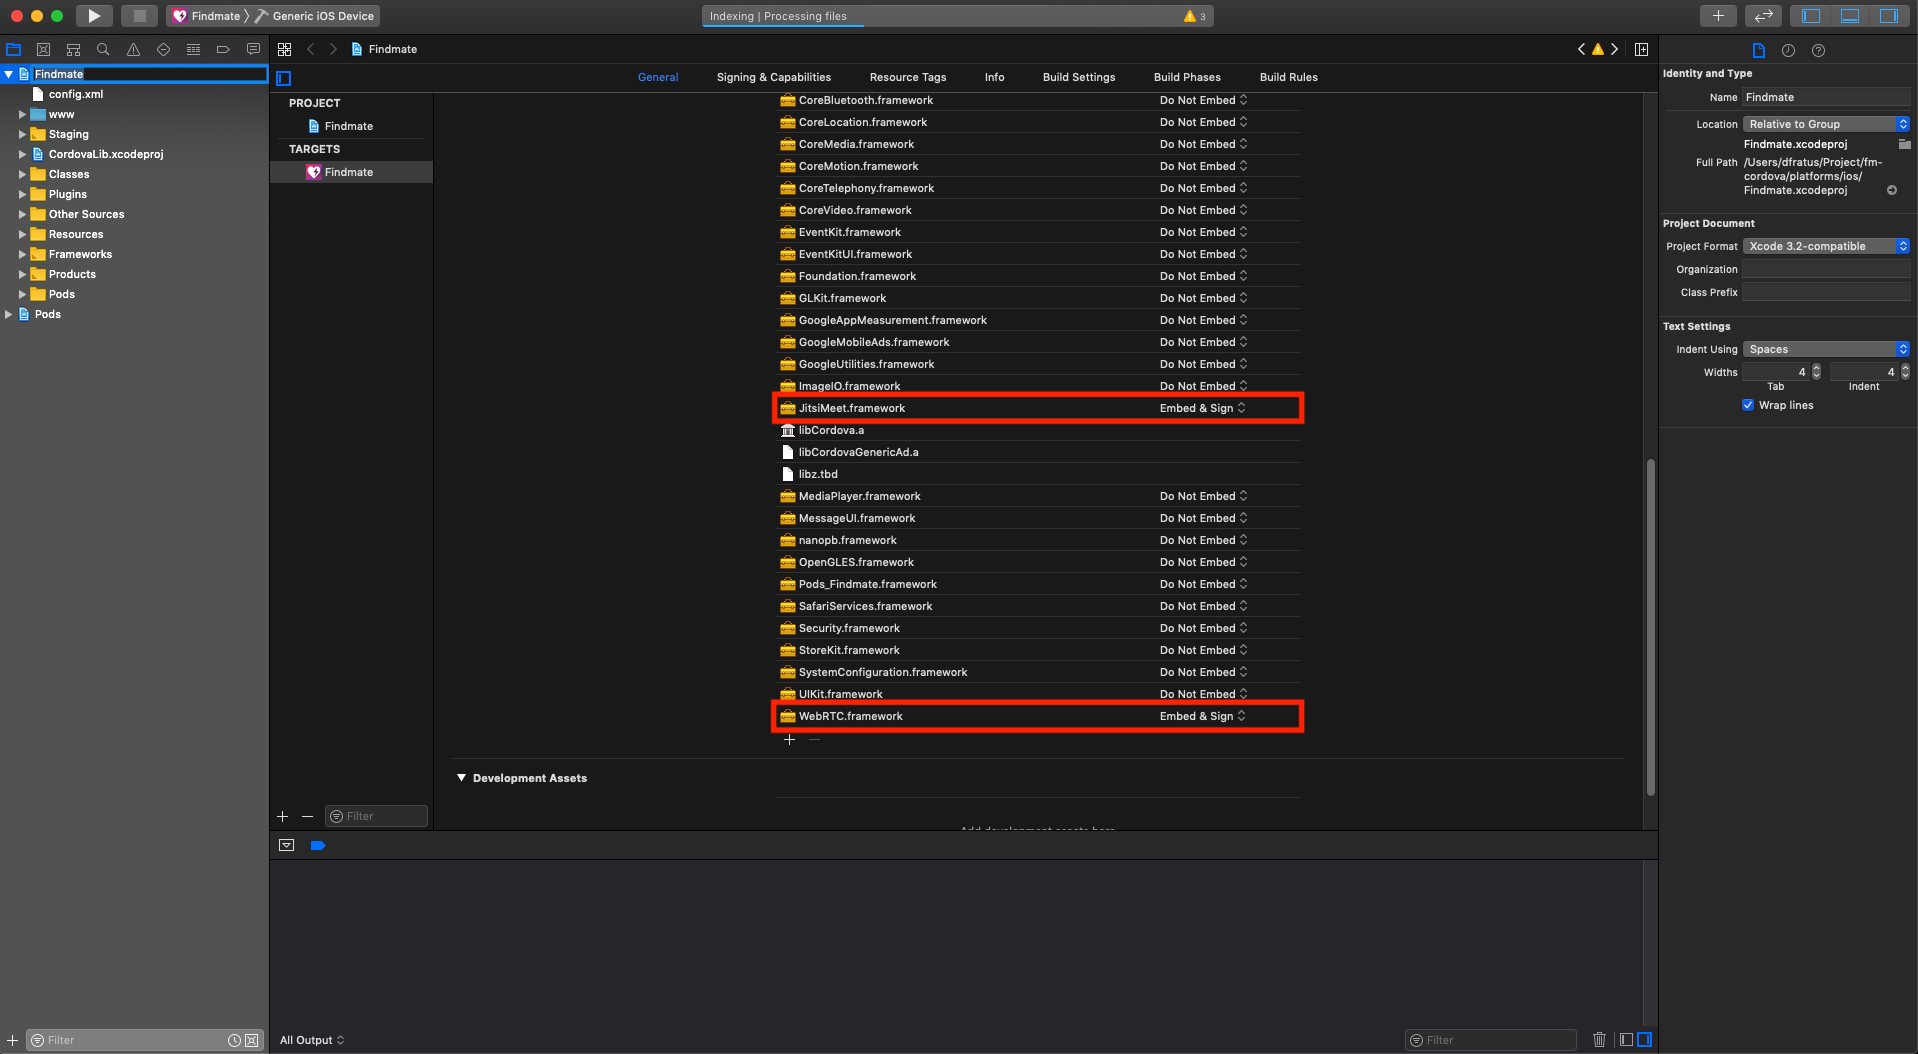 Findmate 〉 Generic iOS Device
Indexing | Processing files
3
Findmate
config.xml
www
Staging
CordovaLib.xcodeproj
Classes
Plugins
Other Sources
Resources
Frameworks
Products
Pods
Pods
Filter
Findmate
General
Signing & Capabilities
Resource Tags
Info
Build Settings
Build Phases
Build Rules
PROJECT
Findmate
TARGETS
Findmate
Filter
CoreBluetooth.framework Do Not Embed
CoreLocation.framework Do Not Embed
CoreMedia.framework Do Not Embed
CoreMotion.framework Do Not Embed
CoreTelephony.framework Do Not Embed
CoreVideo.framework Do Not Embed
EventKit.framework Do Not Embed
EventKitUI.framework Do Not Embed
Foundation.framework Do Not Embed
GLKit.framework Do Not Embed
GoogleAppMeasurement.framework Do Not Embed
GoogleMobileAds.framework Do Not Embed
GoogleUtilities.framework Do Not Embed
ImageIO.framework Do Not Embed
JitsiMeet.framework Embed & Sign
libCordova.a
libCordovaGenericAd.a
libz.tbd
MediaPlayer.framework Do Not Embed
MessageUI.framework Do Not Embed
nanopb.framework Do Not Embed
OpenGLES.framework Do Not Embed
Pods_Findmate.framework Do Not Embed
SafariServices.framework Do Not Embed
Security.framework Do Not Embed
StoreKit.framework Do Not Embed
SystemConfiguration.framework Do Not Embed
UIKit.framework Do Not Embed
WebRTC.framework Embed & Sign
Development Assets
Add development assets here
All Output
Filter
Identity and Type
Name Findmate
Location Relative to Group
Findmate.xcodeproj
Full Path /Users/dfratus/Project/fm-
cordova/platforms/ios/
Findmate.xcodeproj
Project Document
Project Format Xcode 3.2-compatible
Organization
Class Prefix
Text Settings
Indent Using Spaces
Widths 4 4
Tab Indent
Wrap lines